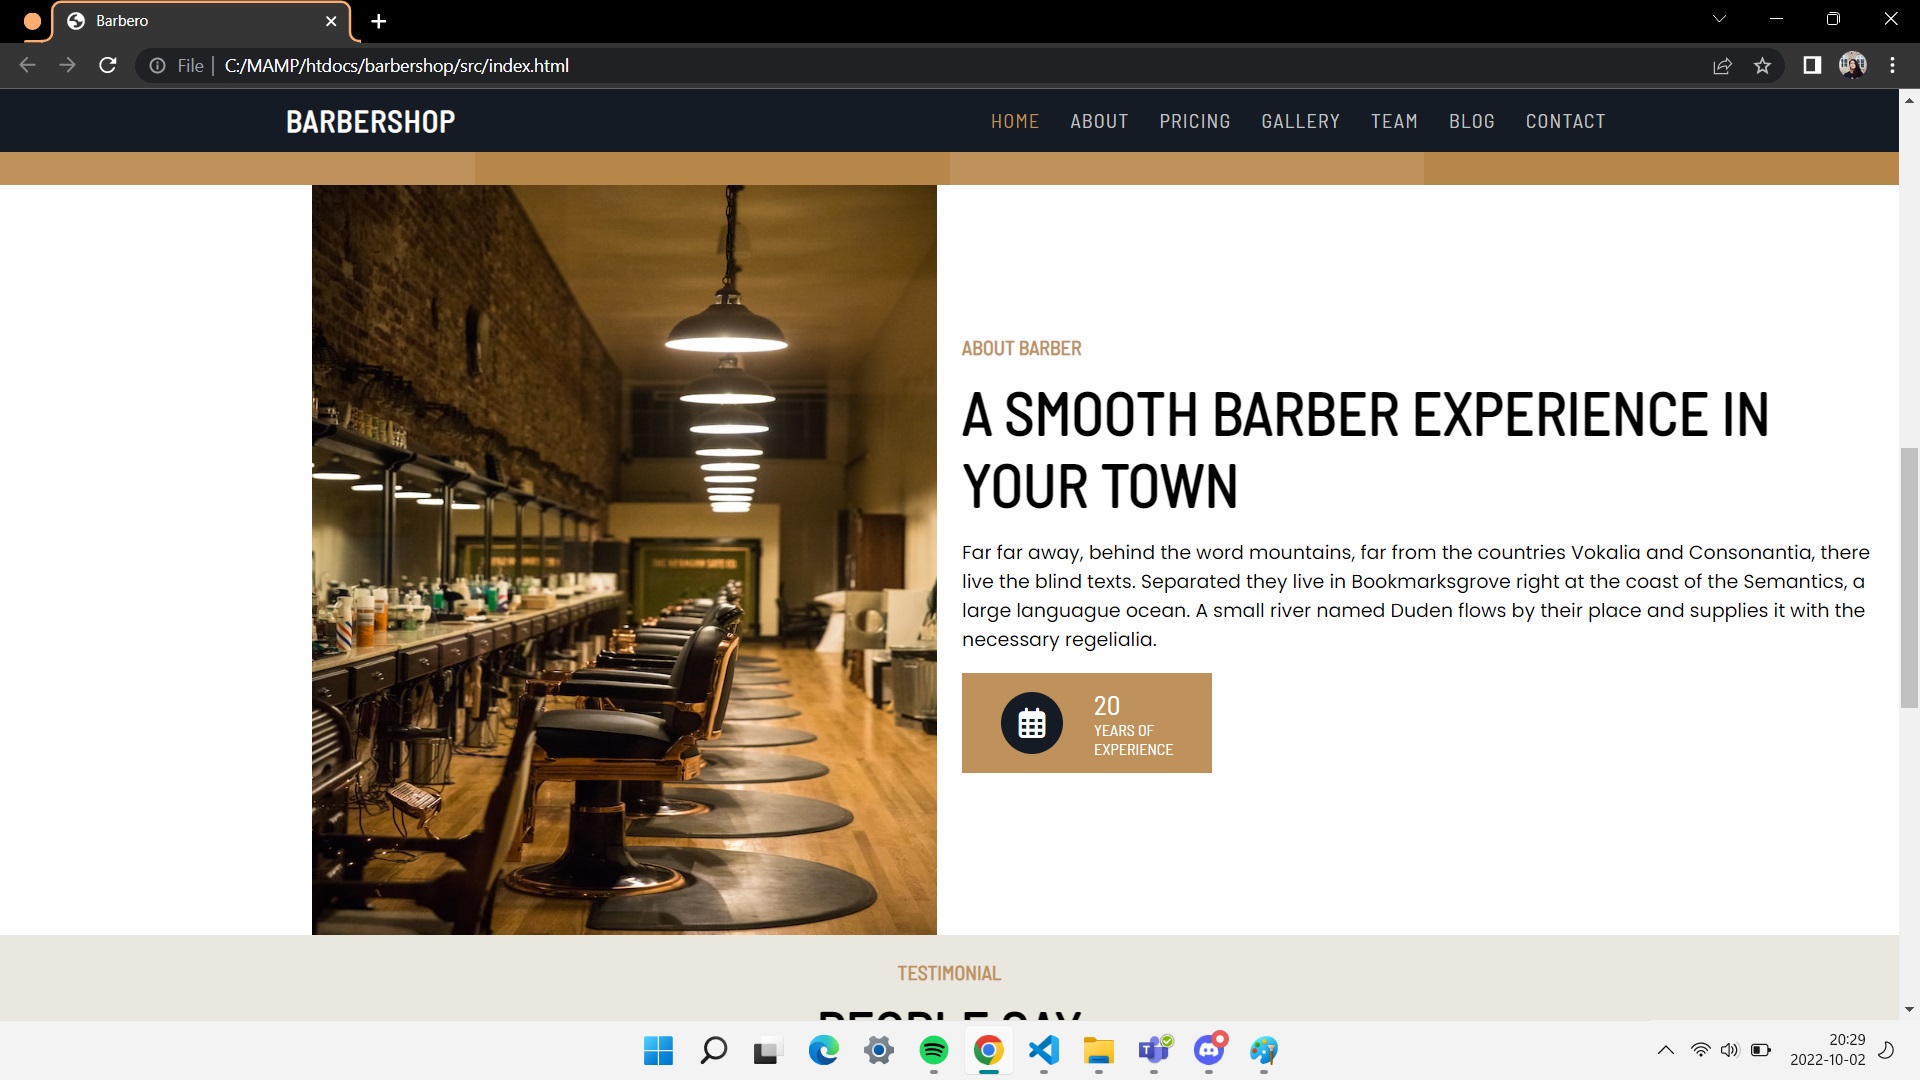 Barbero
File | C:/MAMP/htdocs/barbershop/src/index.html
BARBERSHOP
HOME ABOUT PRICING GALLERY TEAM BLOG CONTACT
ABOUT BARBER
A SMOOTH BARBER EXPERIENCE IN
YOUR TOWN
Far far away, behind the word mountains, far from the countries Vokalia and Consonantia, there
live the blind texts. Separated they live in Bookmarksgrove right at the coast of the Semantics, a
large languague ocean. A small river named Duden flows by their place and supplies it with the
necessary regelialia.
20
YEARS OF
EXPERIENCE
TESTIMONIAL
PEOPLE SAY
20:29
2022-10-02